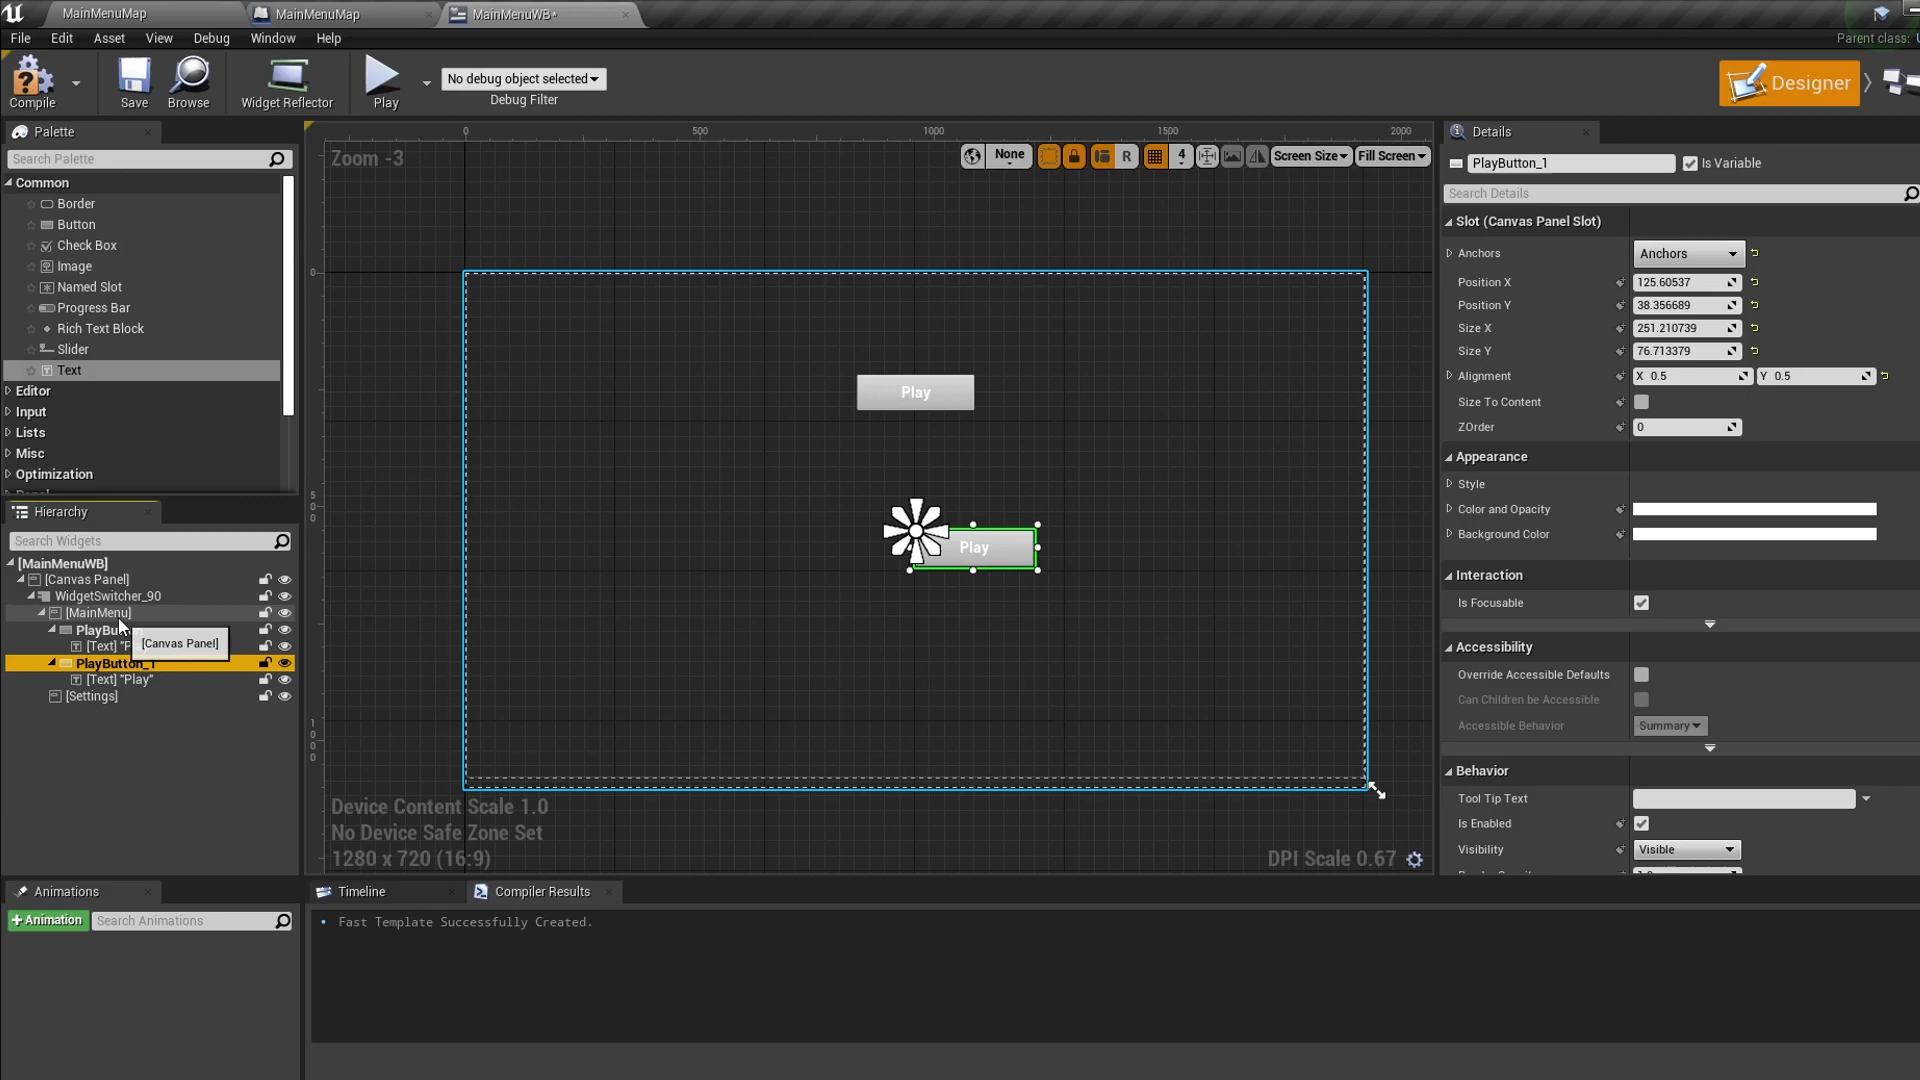 MainMenuMap
MainMenuMap
MainMenuWB*
File Edit Asset View Debug Window Help
Parent class:
Compile
Save
Browse
Widget Reflector
Play
No debug object selected
Debug Filter
Designer
Palette
Search Palette
Common
Border
Button
Check Box
Image
Named Slot
Progress Bar
Rich Text Block
Slider
Text
Editor
Input
Lists
Misc
Optimization
Hierarchy
Search Widgets
[MainMenuWB]
[Canvas Panel]
WidgetSwitcher_90
[MainMenu]
PlayBu
[Text] "P
[Canvas Panel]
PlayButton_1
[Text] "Play"
[Settings]
Animations
+Animation
Search Animations
Zoom -3
0 500 1000 1500 2000
None
R
4
Screen Size
Fill Screen
0
500
1000
Play
Play
Device Content Scale 1.0
No Device Safe Zone Set
1280 x 720 (16:9)
DPI Scale 0.67
Timeline
Compiler Results
• Fast Template Successfully Created.
Details
PlayButton_1
Is Variable
Search Details
Slot (Canvas Panel Slot)
Anchors
Anchors
Position X 125.60537
Position Y 38.356689
Size X 251.210739
Size Y 76.713379
Alignment X 0.5 Y 0.5
Size To Content
ZOrder 0
Appearance
Style
Color and Opacity
Background Color
Interaction
Is Focusable
Accessibility
Override Accessible Defaults
Can Children be Accessible
Accessible Behavior Summary
Behavior
Tool Tip Text
Is Enabled
Visibility Visible